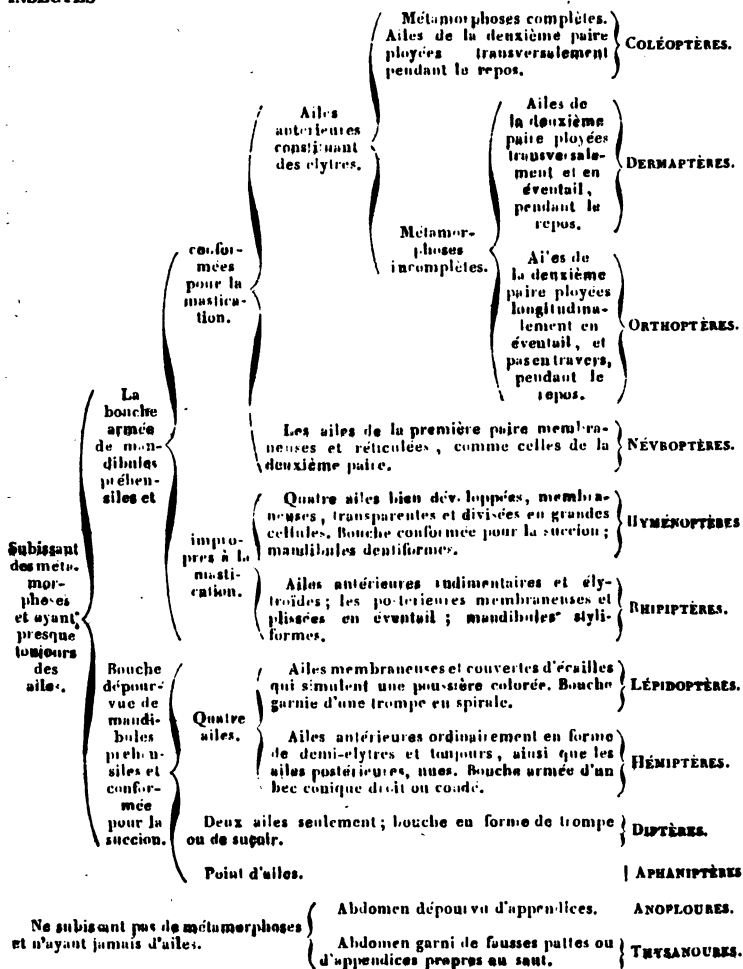 INSECTES
Métamorphoses complètes.
Ailes de la deuxième paire
ployées transversalement
pendant le repos.
COLÉOPTÈRES.
Ailes
antérieures
constituant
des elytres.
Ailes de
la deuxième
paire ployées
transversale-
ment et en
éventail,
pendant le
repos.
DERMAPTÈRES.
Métamor-
phoses
incomplètes.
Ailes de
la deuxième
paire ployées
longitudina-
lement en
éventail, et
pas en travers,
pendant le
repos.
ORTHOPTÈRES.
confor-
mées
pour la
mastica-
tion.
Les ailes de la première paire membra-
neuses et réticulées, comme celles de la
deuxième paire.
NÉVROPTÈRES.
La
bouche
armée
de man-
dibules
préhen-
siles et
impro-
pres à la
masti-
cation.
Quatre ailes bien développées, membra-
neuses, transparentes et divisées en grandes
cellules. Bouche conformée pour la succion;
mandibules dentiformes.
HYMÉNOPTÈRES
Ailes antérieures rudimentaires et ély-
troïdes; les posterieures membraneuses et
plissées en éventail; mandibules styli-
formes.
RHIPIPTÈRES.
Subissant
des méta-
mor-
phoses
et ayant
presque
toujours
des
ailes.
Bouche
dépour-
vue de
mandi-
bules
prehen-
siles et
confor-
mée
pour la
succion.
Quatre
ailes.
Ailes membraneuses et couvertes d'écailles
qui simulent une poussière colorée. Bouche
garnie d'une trompe en spirale.
LÉPIDOPTÈRES.
Ailes antérieures ordinairement en forme
de demi-elytres et toujours, ainsi que les
ailes postérieures, nues. Bouche armée d'un
bec conique droit ou coudé.
HÉMIPTÈRES.
Deux ailes seulement; bouche en forme de trompe
ou de suçoir.
DIPTÈRES.
Point d'ailes.
APHANIPTÈRES
Ne subissant pas de métamorphoses
et n'ayant jamais d'ailes.
Abdomen dépourvu d'appendices.
ANOPLOURES.
Abdomen garni de fausses pattes ou
d'appendices propres au saut.
THYSANOURES.